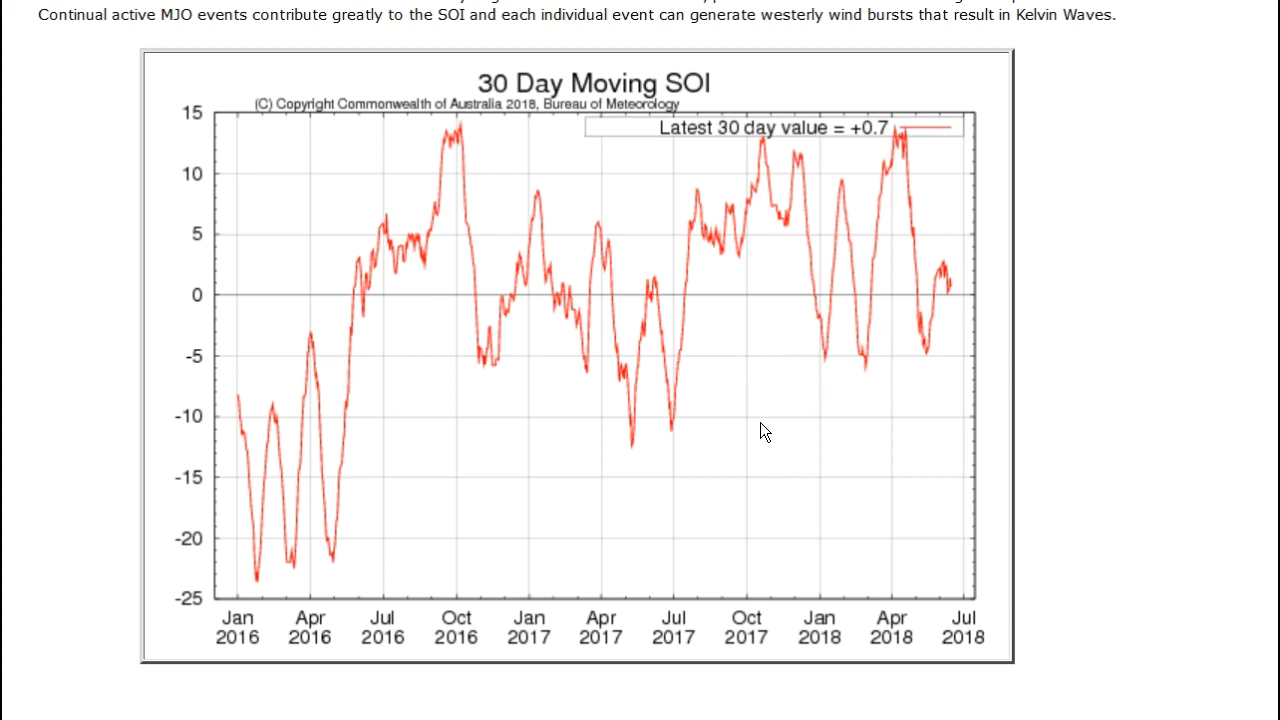 Continual active MJO events contribute greatly to the SOI and each individual event can generate westerly wind bursts that result in Kelvin Waves.
30 Day Moving SOI
(C) Copyright Commonwealth of Australia 2018, Bureau of Meteorology
Latest 30 day value = +0.7
15
10
5
0
-5
-10
-15
-20
-25
Jan Apr Jul Oct Jan Apr Jul Oct Jan Apr Jul
2016 2016 2016 2016 2017 2017 2017 2017 2018 2018 2018